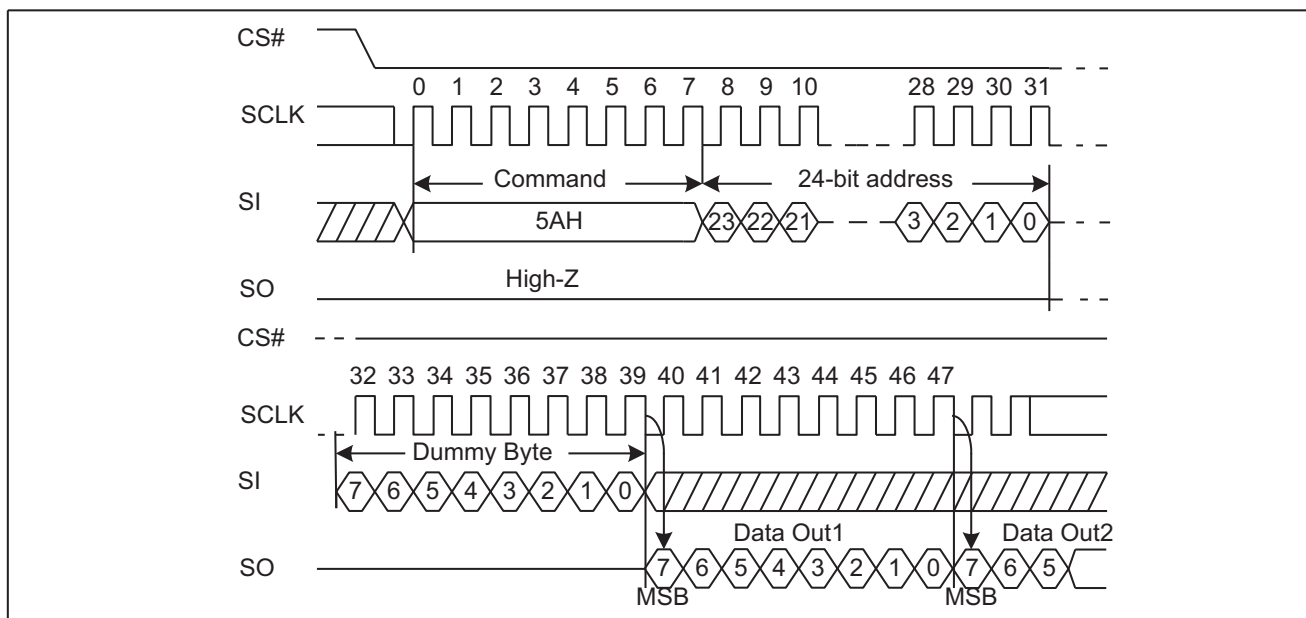 CS#
0 1 2 3 4 5 6 7 8 9 10 28 29 30 31
SCLK
Command 24-bit address
SI
5AH 23 22 21 3 2 1 0
High-Z
SO
CS#
32 33 34 35 36 37 38 39 40 41 42 43 44 45 46 47
SCLK
Dummy Byte
SI
7 6 5 4 3 2 1 0
Data Out1 Data Out2
SO
7 6 5 4 3 2 1 0 7 6 5
MSB MSB